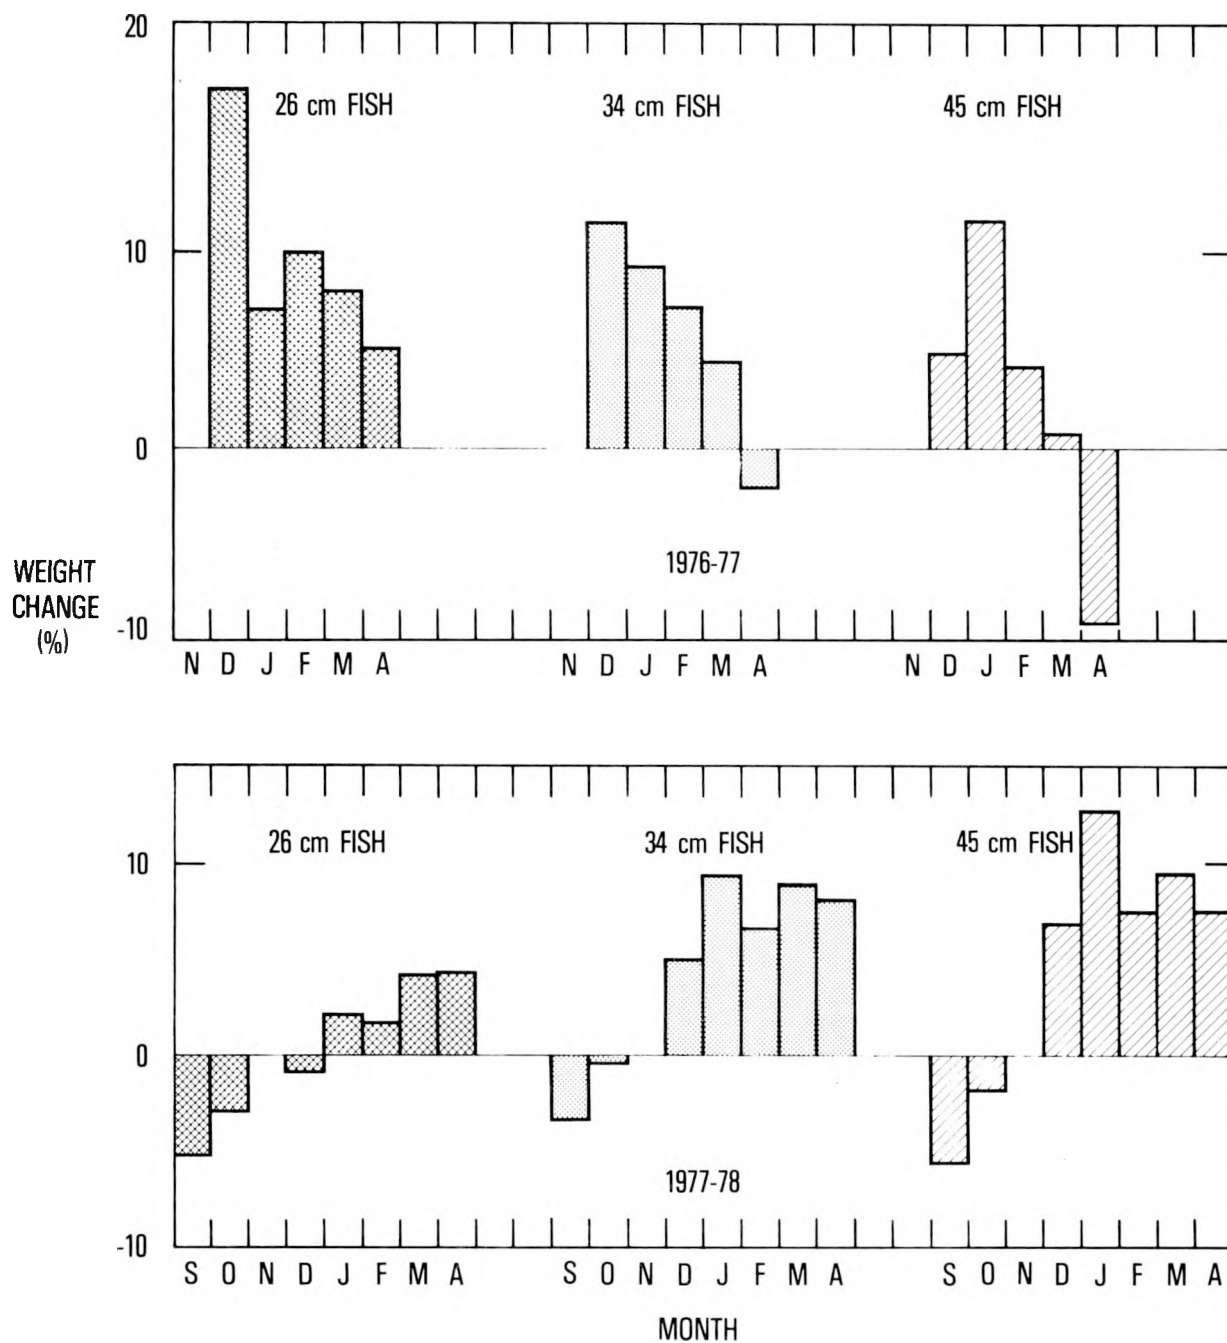 20
26 cm FISH 34 cm FISH 45 cm FISH
10
0
1976-77
WEIGHT
CHANGE
(%)
-10
N D J F M A N D J F M A N D J F M A
26 cm FISH 34 cm FISH 45 cm FISH
10
0
1977-78
-10
S O N D J F M A S O N D J F M A S O N D J F M A
MONTH